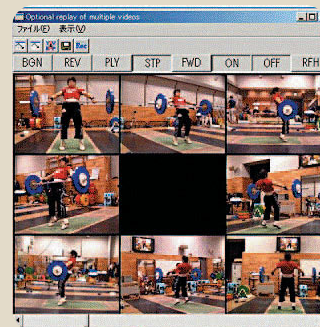 Optional replay of multiple videos
ファイル(F) 表示(V)
Rec
BGN REV PLY STP FWD ON OFF RFH